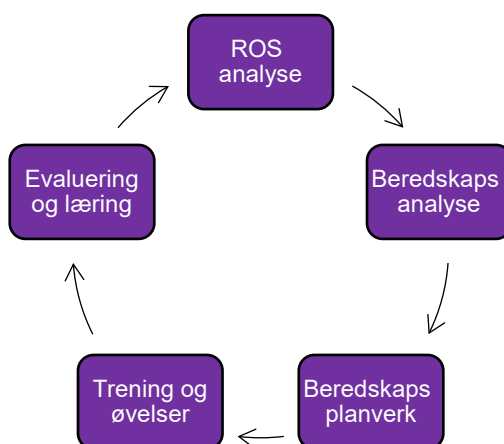 ROS
analyse
Beredskaps
analyse
Beredskaps
planverk
Trening og
øvelser
Evaluering
og læring